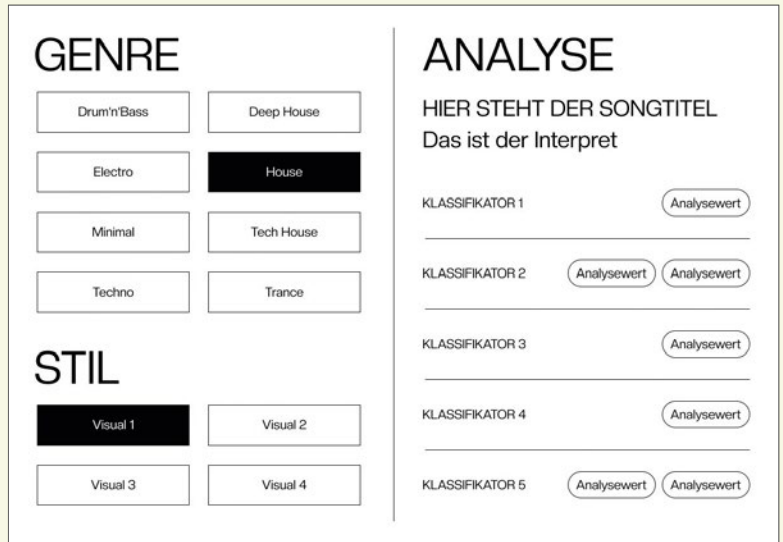 GENRE
Drum'n'Bass
Deep House
Electro
House
Minimal
Tech House
Techno
Trance
STIL
Visual 1
Visual 2
Visual 3
Visual 4
ANALYSE
HIER STEHT DER SONGTITEL
Das ist der Interpret
KLASSIFIKATOR 1 Analysewert
KLASSIFIKATOR 2 Analysewert Analysewert
KLASSIFIKATOR 3 Analysewert
KLASSIFIKATOR 4 Analysewert
KLASSIFIKATOR 5 Analysewert Analysewert